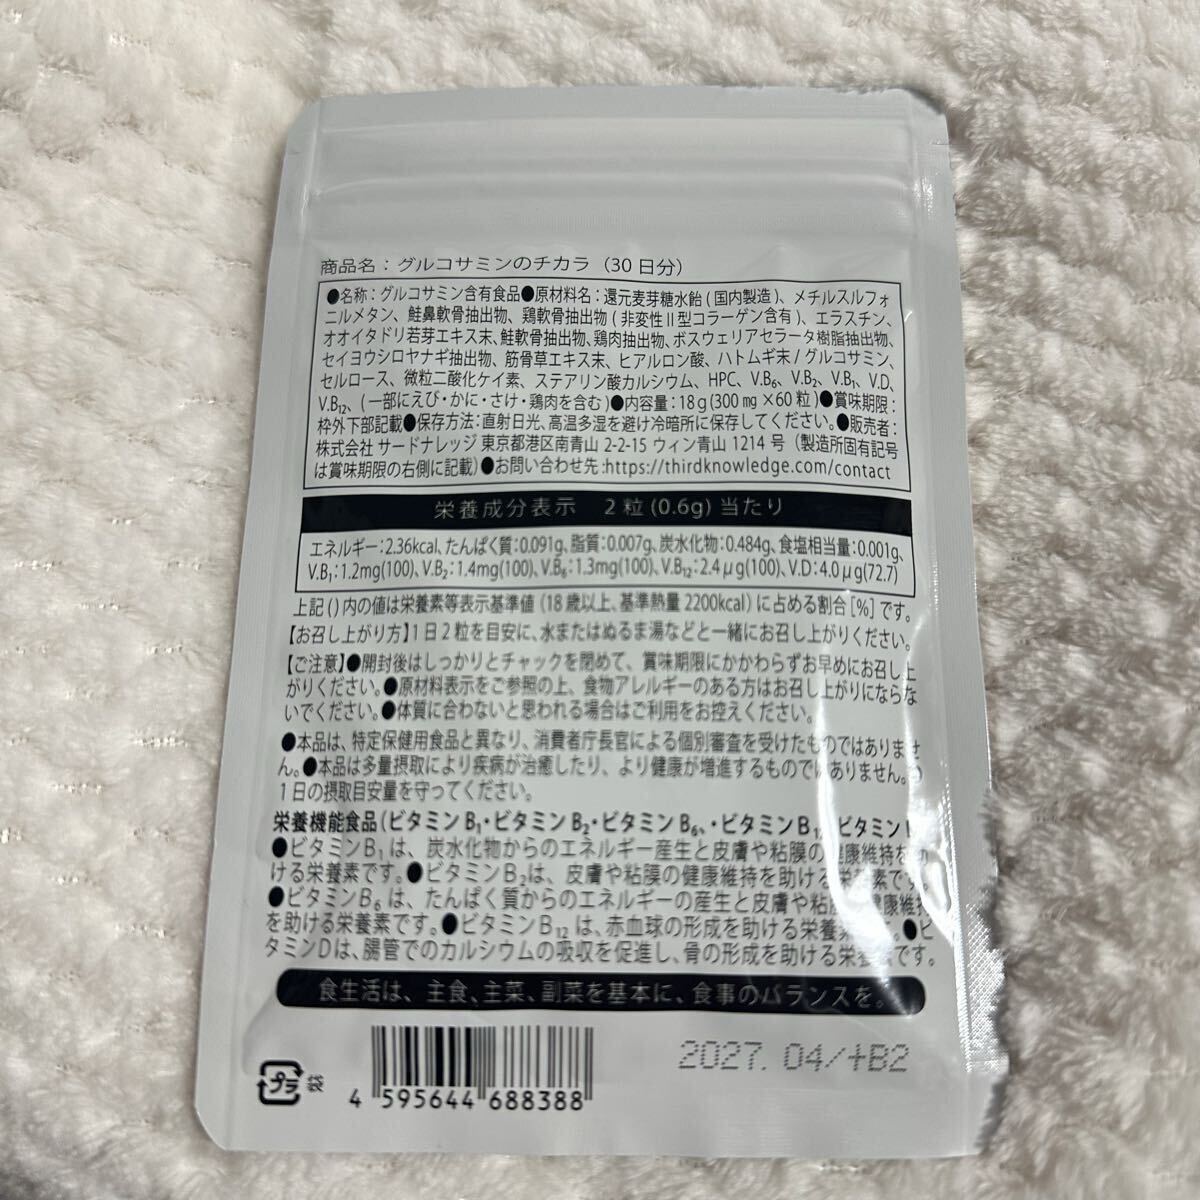 商品名：グルコサミンのチカラ（30日分）
●名称：グルコサミン含有食品●原材料名：還元麦芽糖水飴(国内製造)、メチルスルフォ
ニルメタン、鮭鼻軟骨抽出物、鶏軟骨抽出物(非変性Ⅱ型コラーゲン含有)、エラスチン、
オオイタドリ若芽エキス末、鮭軟骨抽出物、鶏肉抽出物、ボスウェリアセラータ樹脂抽出物、
セイヨウシロヤナギ抽出物、筋骨草エキス末、ヒアルロン酸、ハトムギ末/グルコサミン、
セルロース、微粒二酸化ケイ素、ステアリン酸カルシウム、HPC、V.B₆、V.B₂、V.B₁、V.D、
V.B₁₂、(一部にえび・かに・さけ・鶏肉を含む)●内容量：18g(300㎎×60粒)●賞味期限：
枠外下部記載●保存方法：直射日光、高温多湿を避け冷暗所に保存してください。●販売者：
株式会社 サードナレッジ 東京都港区南青山 2-2-15 ウィン青山 1214号（製造所固有記号
は賞味期限の右側に記載）●お問い合わせ先:https://thirdknowledge.com/contact
栄養成分表示 2粒(0.6g)当たり
エネルギー:2.36kcal、たんぱく質:0.091g、脂質:0.007g、炭水化物:0.484g、食塩相当量:0.001g、
V.B₁:1.2mg(100)、V.B₂:1.4mg(100)、V.B₆:1.3mg(100)、V.B₁₂:2.4μg(100)、V.D:4.0μg(72.7)
上記()内の値は栄養素等表示基準値(18歳以上、基準熱量2200kcal)に占める割合[%]です。
【お召し上がり方】1日2粒を目安に、水またはぬるま湯などと一緒にお召し上がりください。
【ご注意】●開封後はしっかりとチャックを閉めて、賞味期限にかかわらずお早めにお召し上
がりください。●原材料表示をご参照の上、食物アレルギーのある方はお召し上がりにならな
いでください。●体質に合わないと思われる場合はご利用をお控えください。
●本品は、特定保健用食品と異なり、消費者庁長官による個別審査を受けたものではありませ
ん。●本品は多量摂取により疾病が治癒したり、より健康が増進するものではありません。
1日の摂取目安量を守ってください。
栄養機能食品(ビタミンB₁・ビタミンB₂・ビタミンB₆、・ビタミンB₁ ビタミン
●ビタミンB₁は、炭水化物からのエネルギー産生と皮膚や粘膜の健康維持を助
ける栄養素です。●ビタミンB₂は、皮膚や粘膜の健康維持を助ける栄養素です。
●ビタミンB₆は、たんぱく質からのエネルギーの産生と皮膚や粘膜の健康維持
を助ける栄養素です。●ビタミンB₁₂は、赤血球の形成を助ける栄養素です。●ビ
タミンDは、腸管でのカルシウムの吸収を促進し、骨の形成を助ける栄養素です。
食生活は、主食、主菜、副菜を基本に、食事のバランスを。
プラ 袋
4 595644 688388
2027. 04/+B2